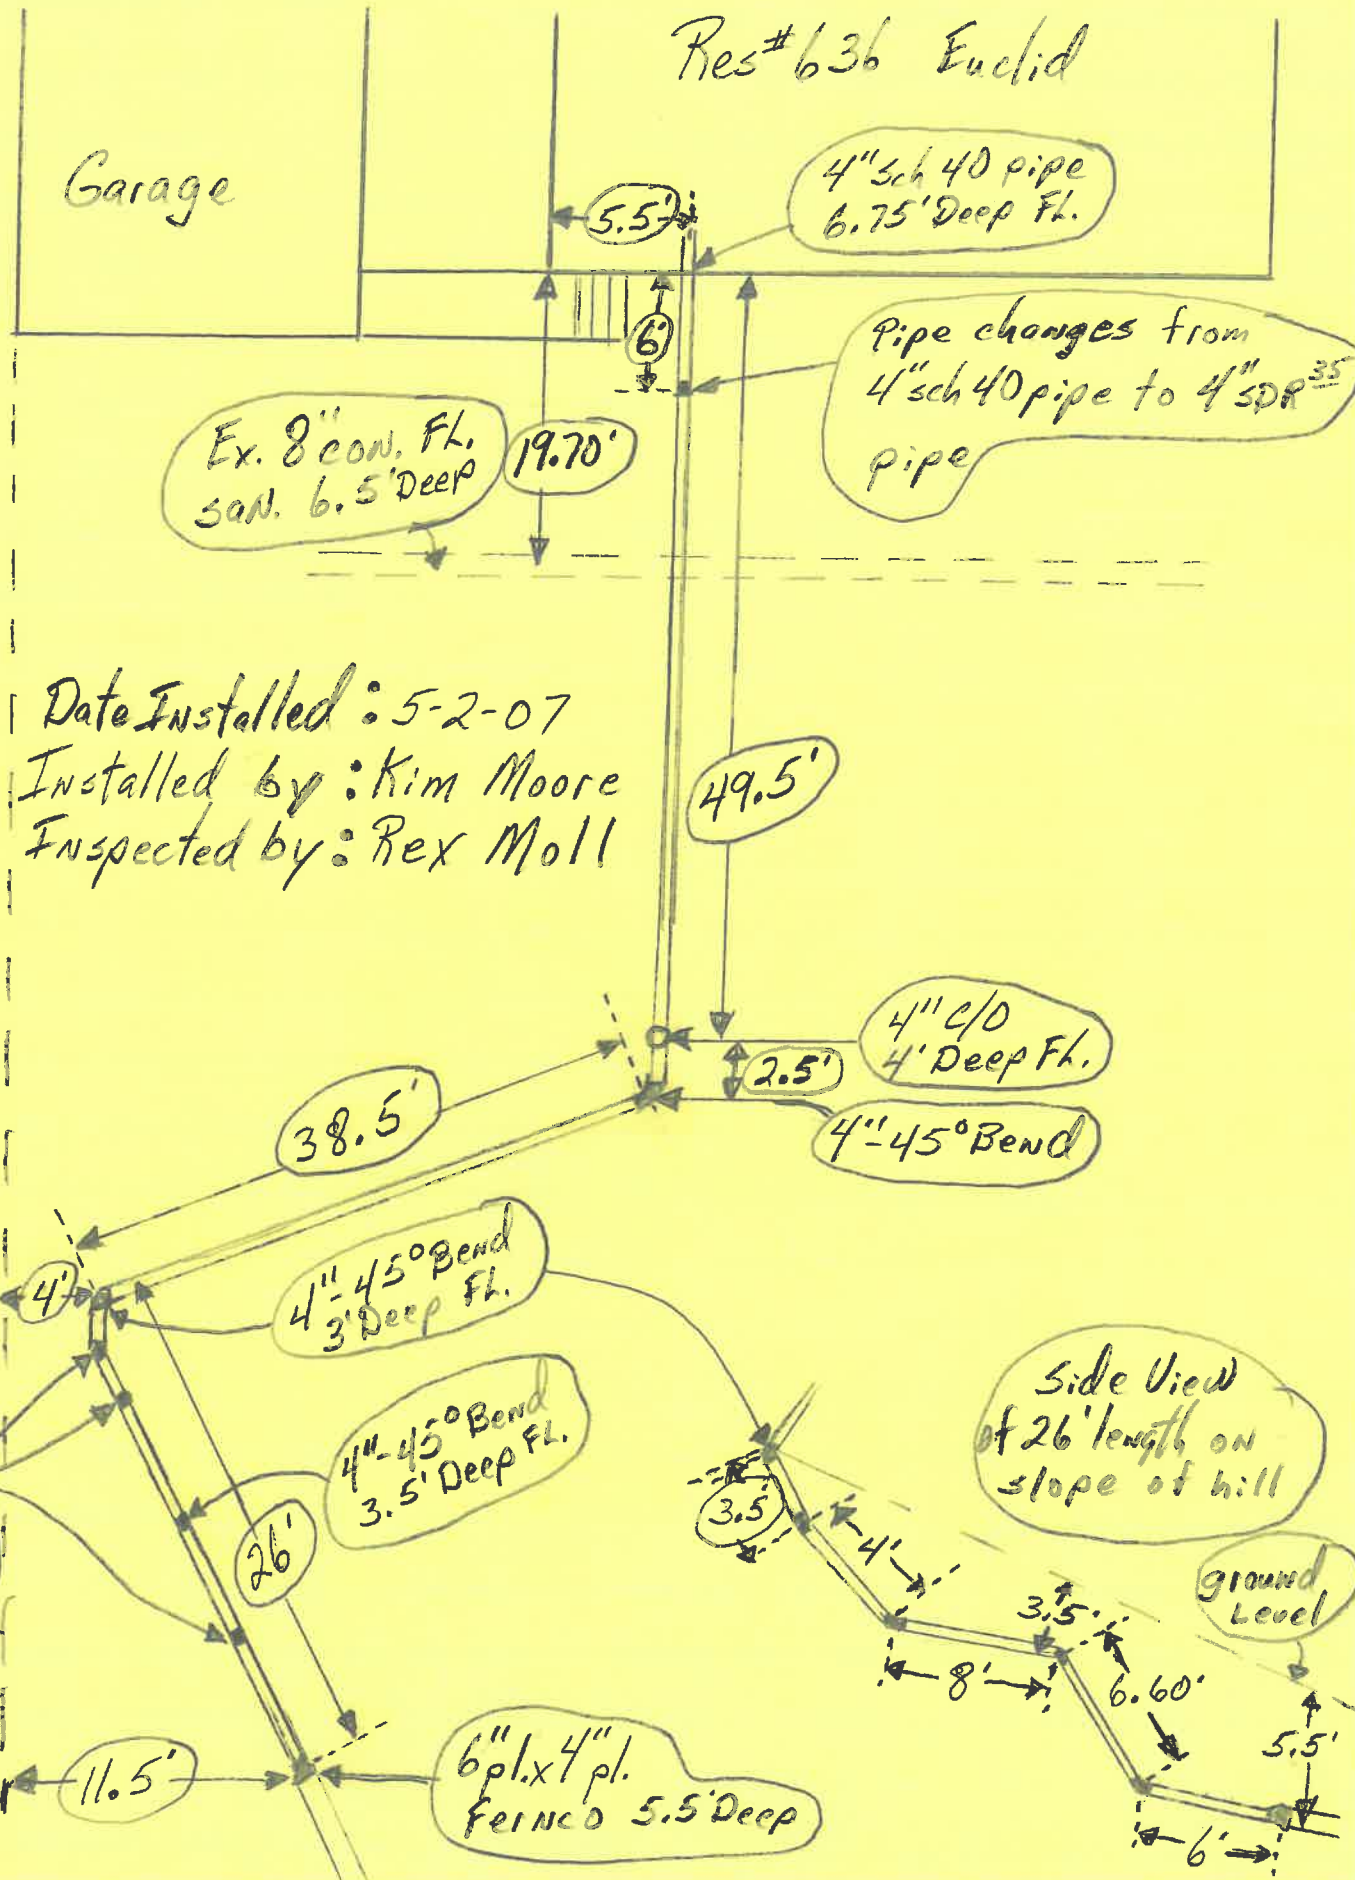 Res# 636 Euclid
Garage
4" sch 40 pipe
6.75' Deep FL.
5.5'
6'
Pipe changes from
4" sch 40 pipe to 4" SDR 35
pipe
Ex. 8" con. FL.
san. 6.5' Deep
19.70'
Date Installed : 5-2-07
Installed by : Kim Moore
Inspected by : Rex Moll
49.5'
4" C/O
4' Deep FL.
2.5'
4"-45° Bend
38.5'
4'
4"-45° Bend
3' Deep FL.
4"-45° Bend
3.5' Deep FL.
26'
Side View
of 26' length on
slope of hill
3.5'
4'
ground
Level
3.5'
8'
6.60'
5.5'
6'
11.5'
6" pl. x 4" pl.
Fernco 5.5' Deep